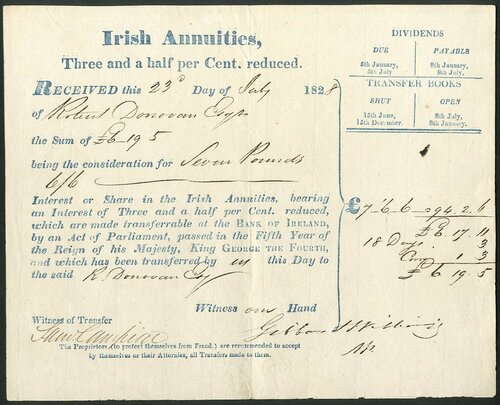 Irish Annuities,
Three and a half per Cent. reduced.
RECEIVED this 23d Day of July 1828
of Robert Donovan Esqr
the Sum of £6_19 5
being the consideration for Seven Pounds
6/6
Interest or Share in the Irish Annuities, bearing
an Interest of Three and a half per Cent. reduced,
which are made transferrable at the BANK OF IRELAND,
by an Act of Parliament, passed in the Fifth Year of
the Reign of his Majesty, King GEORGE THE FOURTH,
and which has been transferred by us this Day to
the said R. Donovan Esq
Witness our Hand
Witness of Transfer
The Proprietors (to protect themselves from Fraud.) are recommended to accept
by themselves or their Attornies, all Transfers made to them.
DIVIDENDS
DUE PAYABLE
5th January, 8th January,
5th July 8th July.
TRANSFER BOOKS
SHUT OPEN
15th June, 8th July,
15th December. 8th January.
£7 6 6 94 2 6
£6 17 11
18 Days 1 3
1 3
£6 19 5